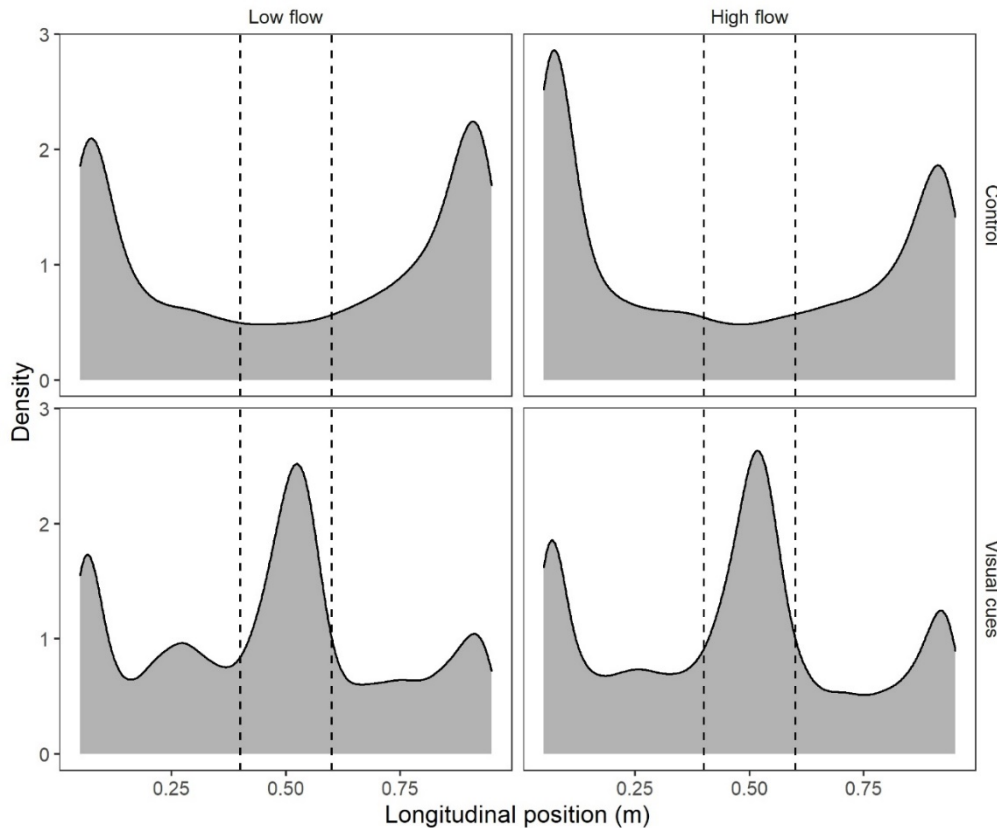 Low flow
High flow
3
2
1
0
Control
Density
3
2
1
0
Visual cues
0.25
0.50
0.75
0.25
0.50
0.75
Longitudinal position (m)